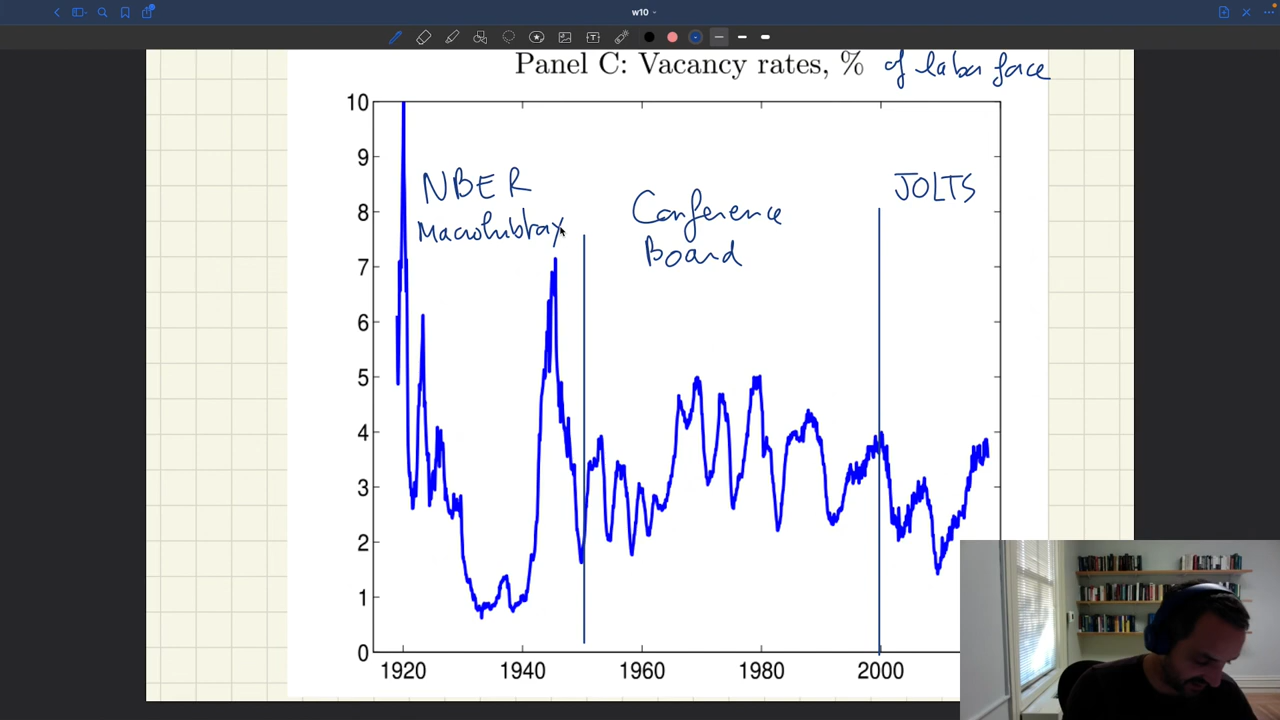 w10
Panel C: Vacancy rates, % of labor force
10
9
8
7
6
5
4
3
2
1
0
NBER
Macrohistory
Conference
Board
JOLTS
1920
1940
1960
1980
2000